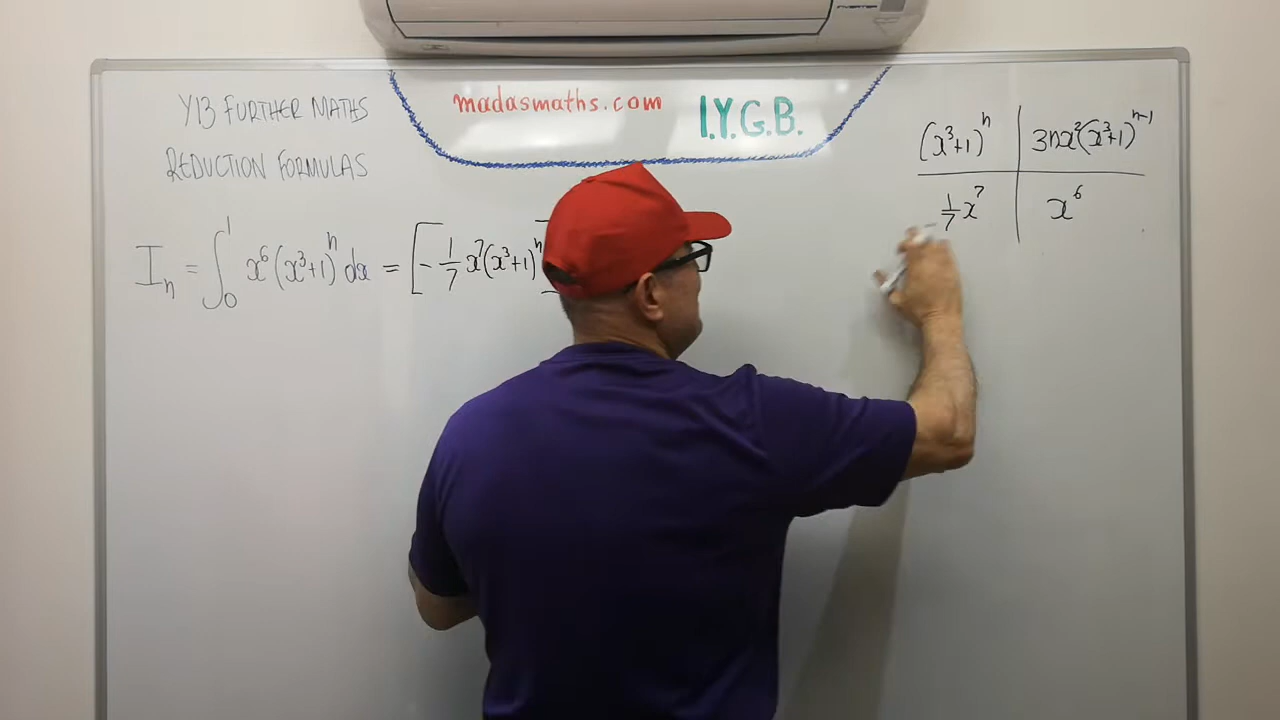 Y13 FURTHER MATHS
REDUCTION FORMULAS
madasmaths.com I.Y.G.B.
(x³+1)ⁿ | 3nx²(x³+1)ⁿ⁻¹
1/7 x⁷ | x⁶
Iₙ = ∫₀¹ x⁶(x³+1)ⁿ dx = [-1/7 x⁷(x³+1)ⁿ